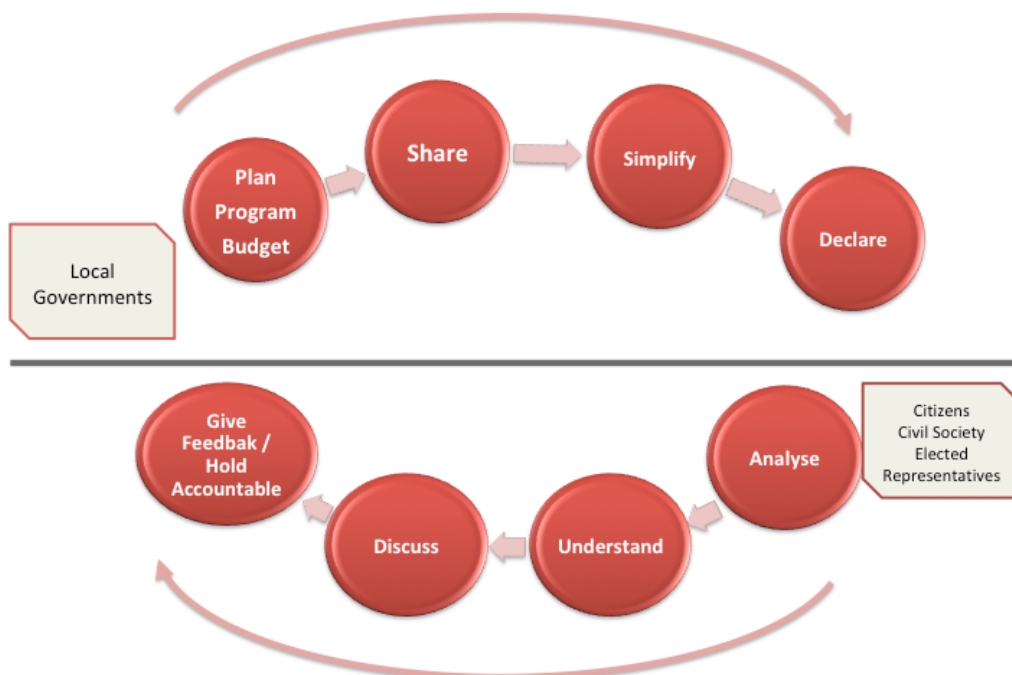 Plan
Program
Budget
Share
Simplify
Declare
Local
Governments
Give
Feedbak /
Hold
Accountable
Discuss
Understand
Analyse
Citizens
Civil Society
Elected
Representatives